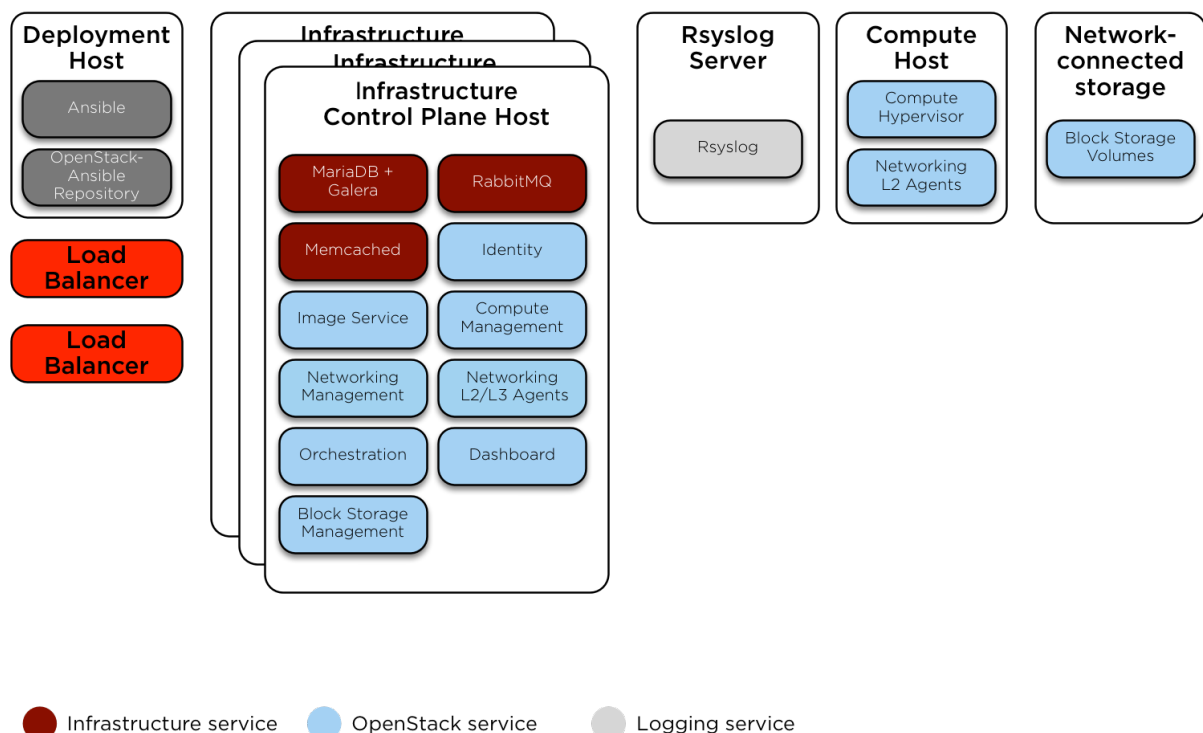 Deployment
Host
Ansible
OpenStack-
Ansible
Repository
Load
Balancer
Load
Balancer
Infrastructure
Infrastructure
Infrastructure
Control Plane Host
MariaDB +
Galera
RabbitMQ
Memcached
Identity
Image Service
Compute
Management
Networking
Management
Networking
L2/L3 Agents
Orchestration
Dashboard
Block Storage
Management
Rsyslog
Server
Rsyslog
Compute
Host
Compute
Hypervisor
Networking
L2 Agents
Network-
connected
storage
Block Storage
Volumes
Infrastructure service
OpenStack service
Logging service